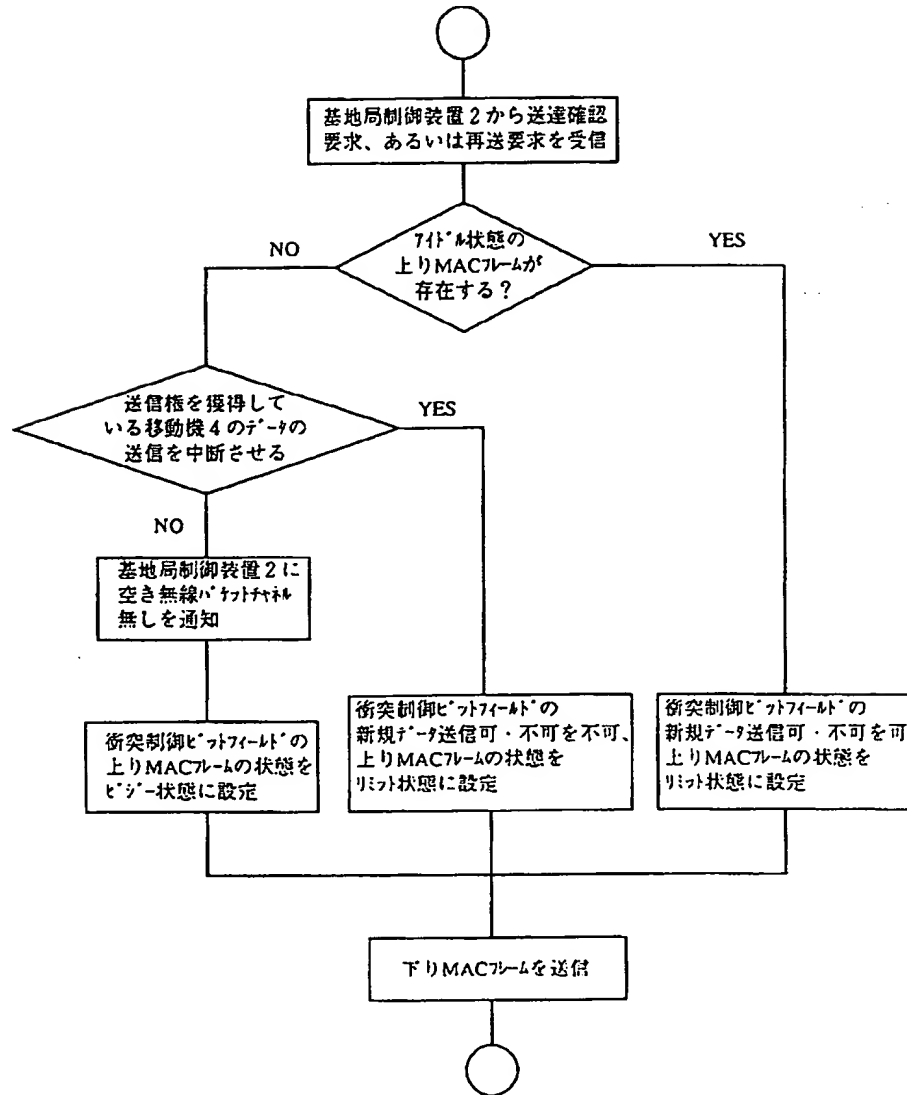 基地局制御装置2から送達確認
要求、あるいは再送要求を受信
アイドル状態の
上りMACフレームが
存在する?
NO
YES
送信権を獲得して
いる移動機4のデータの
送信を中断させる
YES
NO
基地局制御装置2に
空き無線パケットチャネル
無しを通知
衝突制御ビットフィールドの
上りMACフレームの状態を
ビジー状態に設定
衝突制御ビットフィールドの
新規データ送信可・不可を不可、
上りMACフレームの状態を
リミット状態に設定
衝突制御ビットフィールドの
新規データ送信可・不可を可
上りMACフレームの状態を
リミット状態に設定
下りMACフレームを送信